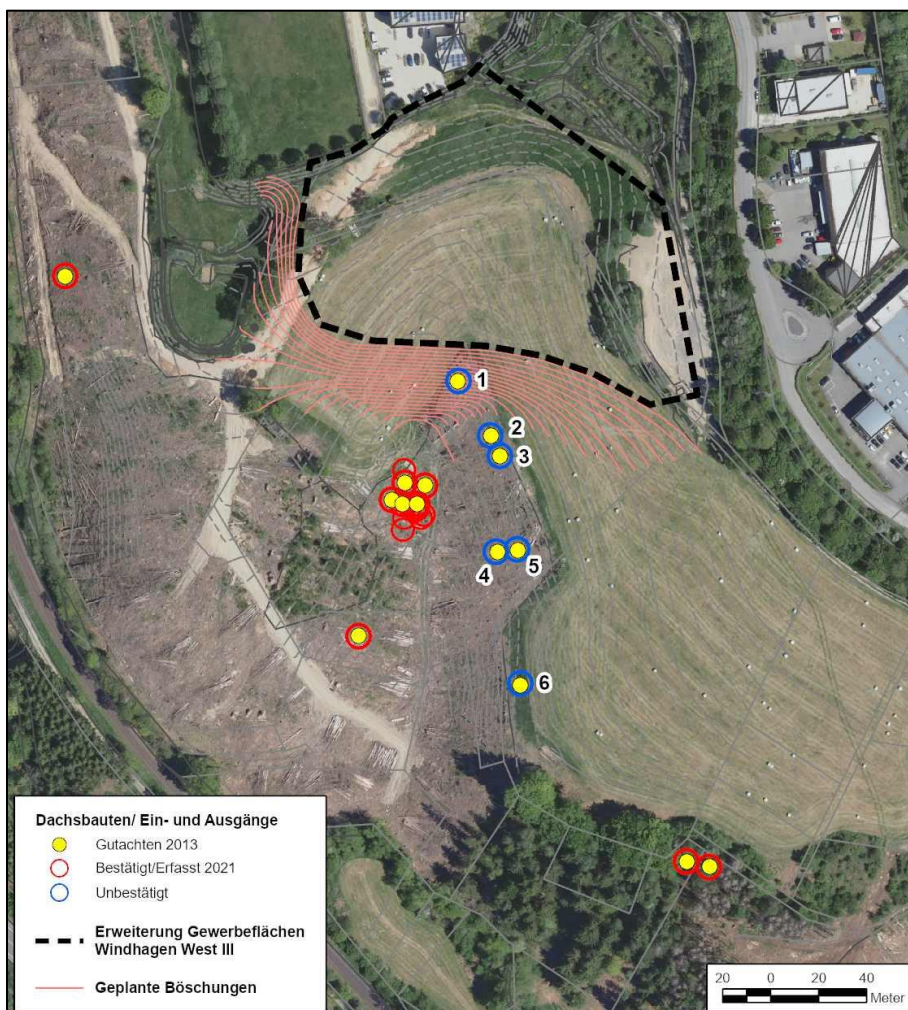 1
2
3
4
5
6
Dachsbauten/ Ein- und Ausgänge
Gutachten 2013
Bestätigt/Erfasst 2021
Unbestätigt
Erweiterung Gewerbeflächen
Windhagen West III
Geplante Böschungen
20 0 20 40
Meter